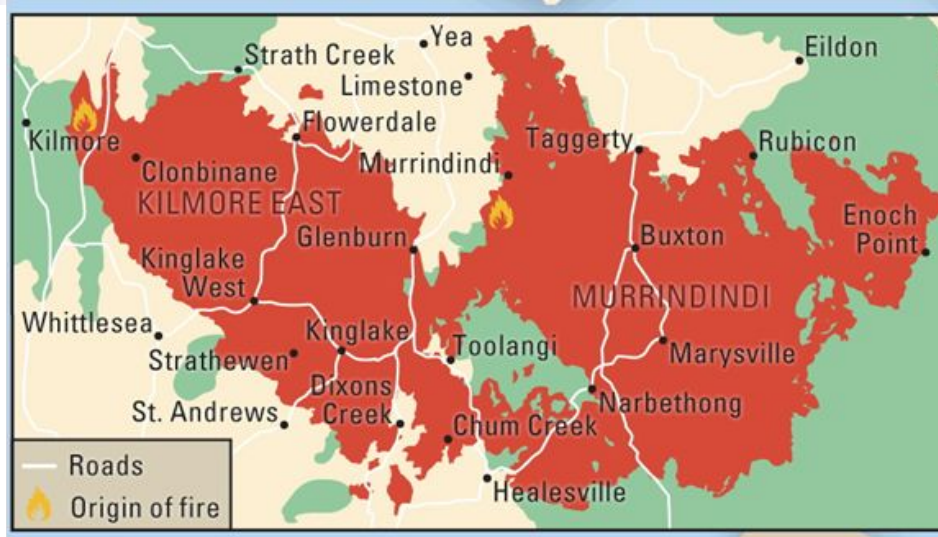 Yea
Eildon
Strath Creek
Limestone
Kilmore
Flowerdale
Taggerty
Rubicon
Clonbinane
Murrindindi
KILMORE EAST
Enoch
Point
Glenburn
Buxton
Kinglake
West
MURRINDINDI
Whittlesea
Kinglake
Toolangi
Marysville
Strathewen
Dixons
Creek
Narbethong
St. Andrews
Chum Creek
Roads
Healesville
Origin of fire